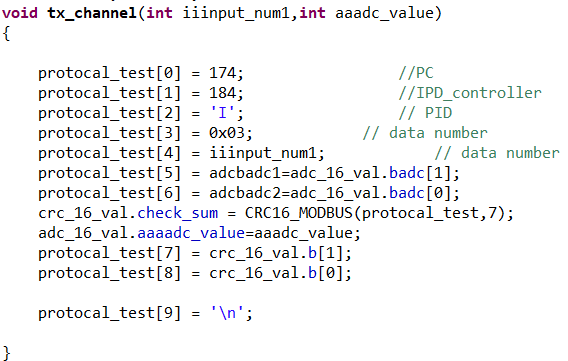 void tx_channel(int iiinput_num1,int aaadc_value)
{
protocal_test[0] = 174; //PC
protocal_test[1] = 184; //IPD_controller
protocal_test[2] = 'I'; // PID
protocal_test[3] = 0x03; // data number
protocal_test[4] = iiinput_num1; // data number
protocal_test[5] = adcbadc1=adc_16_val.badc[1];
protocal_test[6] = adcbadc2=adc_16_val.badc[0];
crc_16_val.check_sum = CRC16_MODBUS(protocal_test,7);
adc_16_val.aaaadc_value=aaadc_value;
protocal_test[7] = crc_16_val.b[1];
protocal_test[8] = crc_16_val.b[0];
protocal_test[9] = '\n';
}